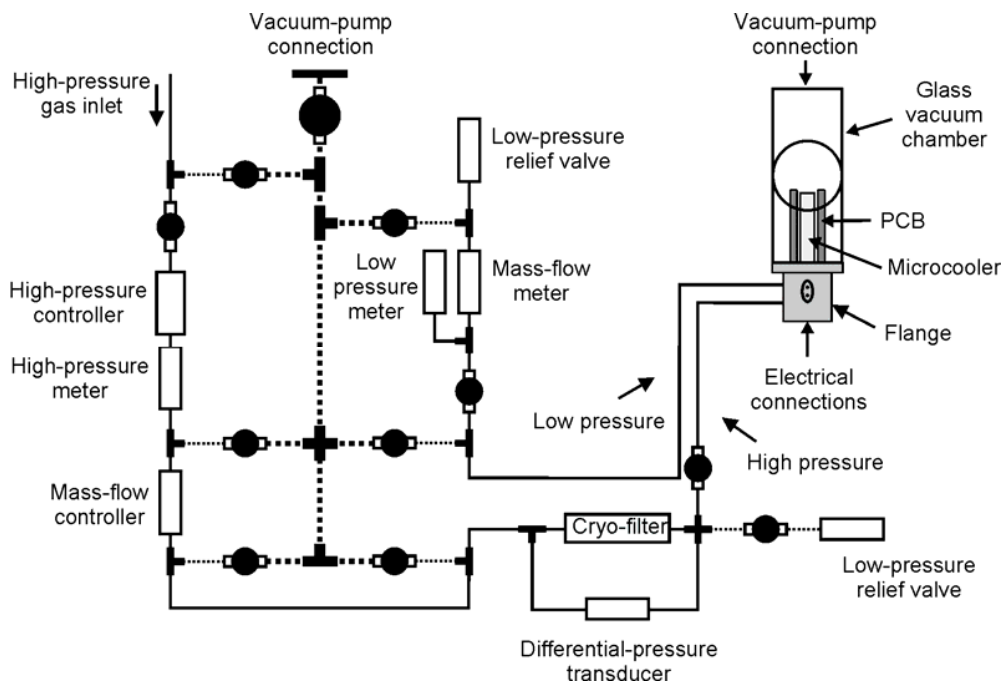 Vacuum-pump
connection
High-pressure
gas inlet
Low-pressure
relief valve
Vacuum-pump
connection
Glass
vacuum
chamber
PCB
Microcooler
Flange
Electrical
connections
High-pressure
controller
Low
pressure
meter
Mass-flow
meter
High-pressure
meter
Low pressure
High pressure
Mass-flow
controller
Cryo-filter
Low-pressure
relief valve
Differential-pressure
transducer